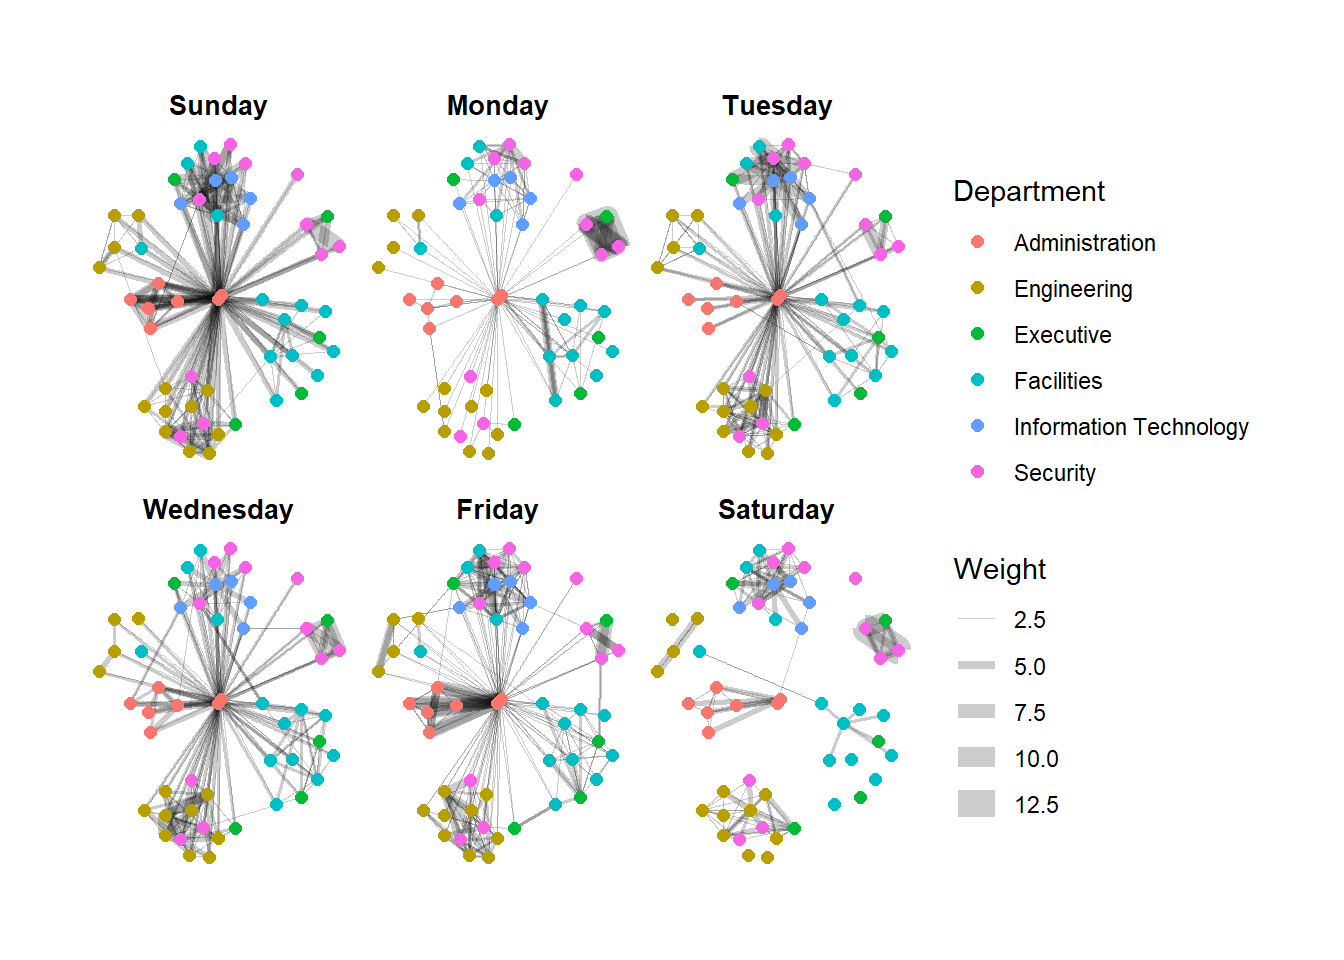 Sunday
Monday
Tuesday
Wednesday
Friday
Saturday
Department
Administration
Engineering
Executive
Facilities
Information Technology
Security
Weight
2.5
5.0
7.5
10.0
12.5